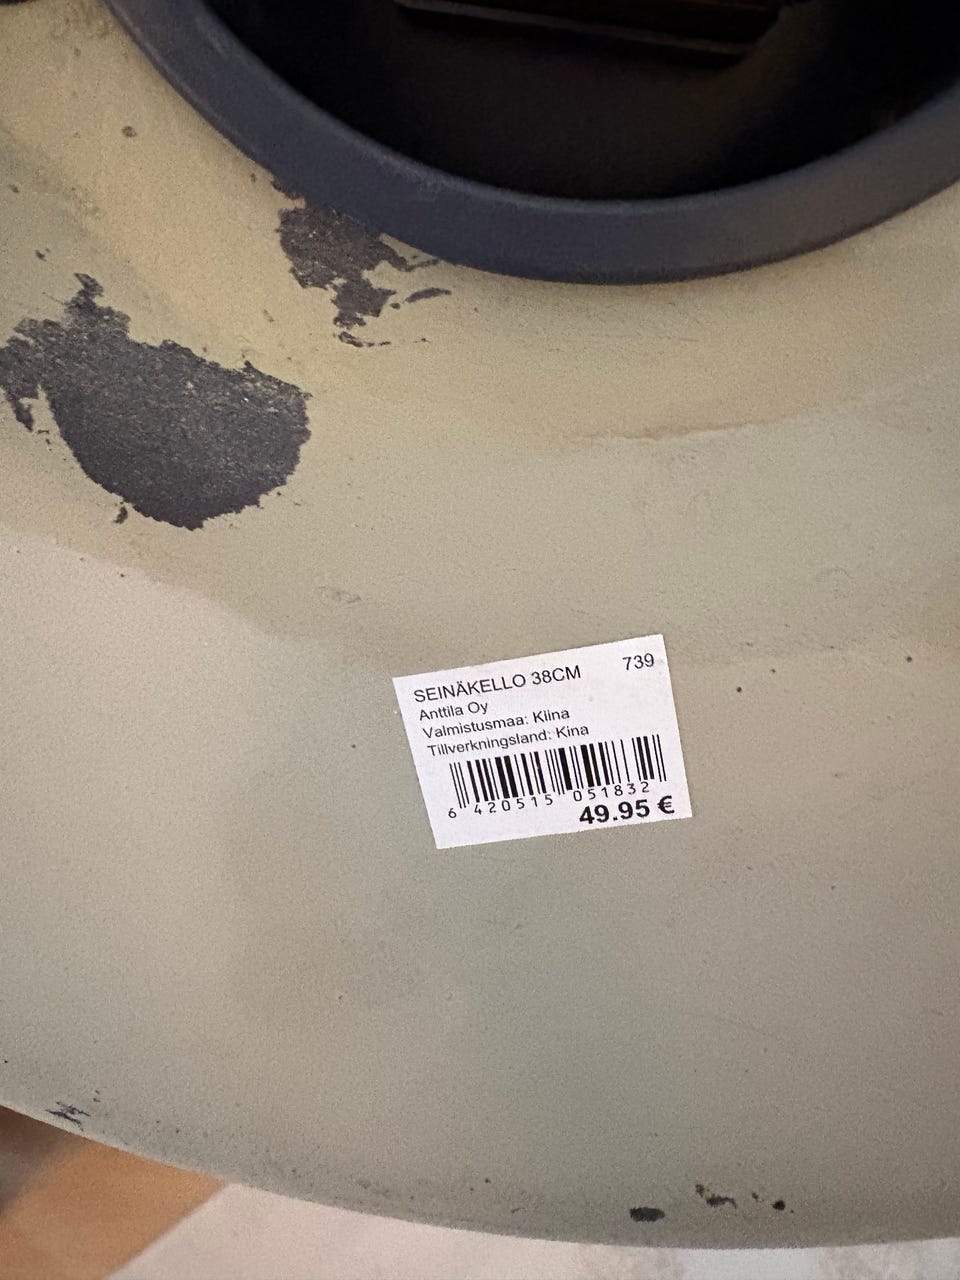 SEINÄKELLO 38CM 739
Anttila Oy
Valmistusmaa: Kiina
Tillverkningsland: Kina
6 420515 051832
49.95 €